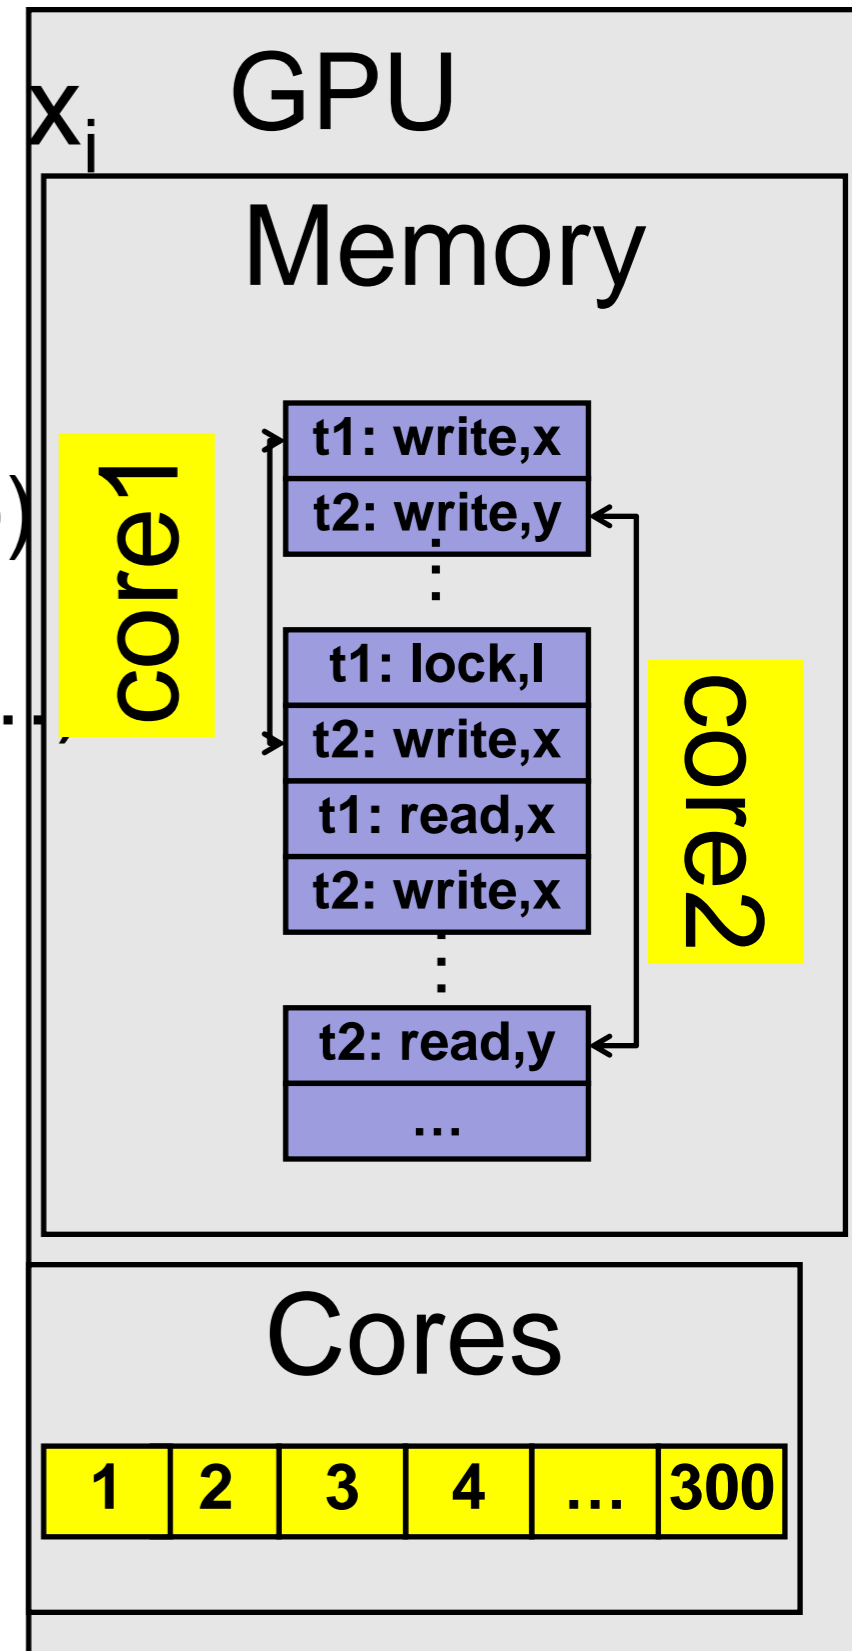 x_i GPU
Memory
t1: write,x
)
core1
t2: write,y
⋮
t1: lock,l
..
t2: write,x
core2
t1: read,x
t2: write,x
⋮
t2: read,y
...
Cores
1 2 3 4 ... 300